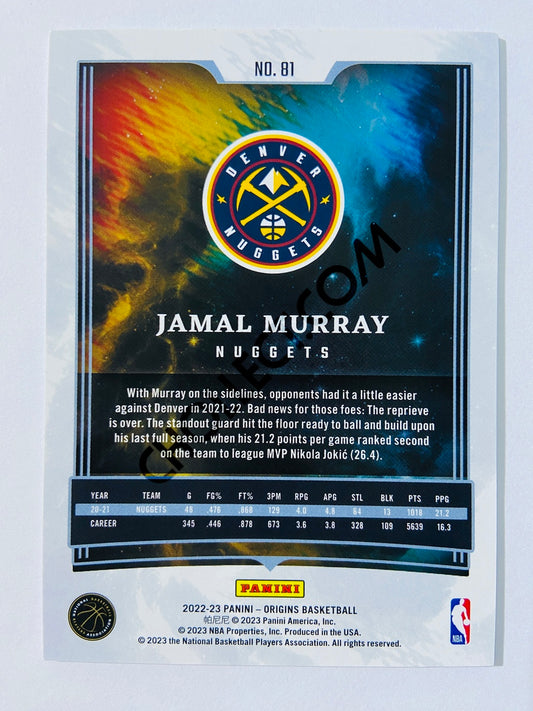 NO. 81
DENVER
NUGGETS
JAMAL MURRAY
NUGGETS
With Murray on the sidelines, opponents had it a little easier
against Denver in 2021-22. Bad news for those foes: The reprieve
is over. The standout guard hit the floor ready to ball and build upon
his last full season, when his 21.2 points per game ranked second
on the team to league MVP Nikola Jokić (26.4).
YEAR TEAM G FG% FT% 3PM RPG APG STL BLK PTS PPG
20-21 NUGGETS 48 .476 .868 129 4.0 4.8 64 13 1018 21.2
CAREER 345 .446 .878 673 3.6 3.8 328 109 5639 16.3
PANINI
2022-23 PANINI – ORIGINS BASKETBALL
帕尼尼 © 2023 Panini America, Inc.
© 2023 NBA Properties, Inc. Produced in the USA.
© 2023 the National Basketball Players Association. All rights reserved.
NATIONAL BASKETBALL PLAYERS ASSOCIATION
NBA